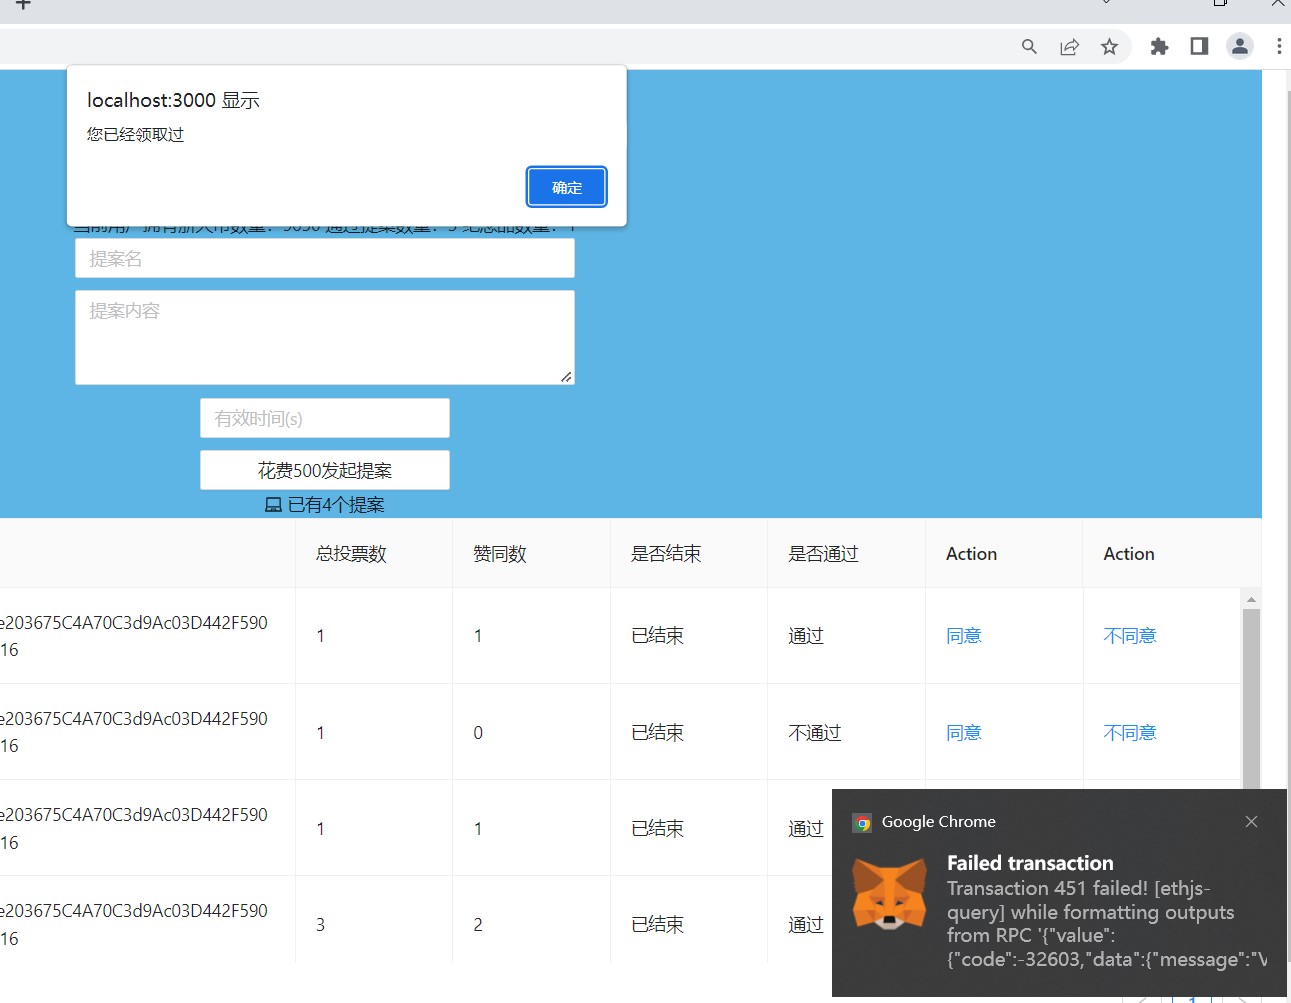 localhost:3000 显示
您已经领取过
确定
提案名
提案内容
有效时间(s)
花费500发起提案
已有4个提案
总投票数 赞同数 是否结束 是否通过 Action Action
e203675C4A70C3d9Ac03D442F590
16
1 1 已结束 通过 同意 不同意
e203675C4A70C3d9Ac03D442F590
16
1 0 已结束 不通过 同意 不同意
e203675C4A70C3d9Ac03D442F590
16
1 1 已结束 通过
e203675C4A70C3d9Ac03D442F590
16
3 2 已结束 通过
Google Chrome
Failed transaction
Transaction 451 failed! [ethjs-
query] while formatting outputs
from RPC '{"value":
{"code":-32603,"data":{"message":"V